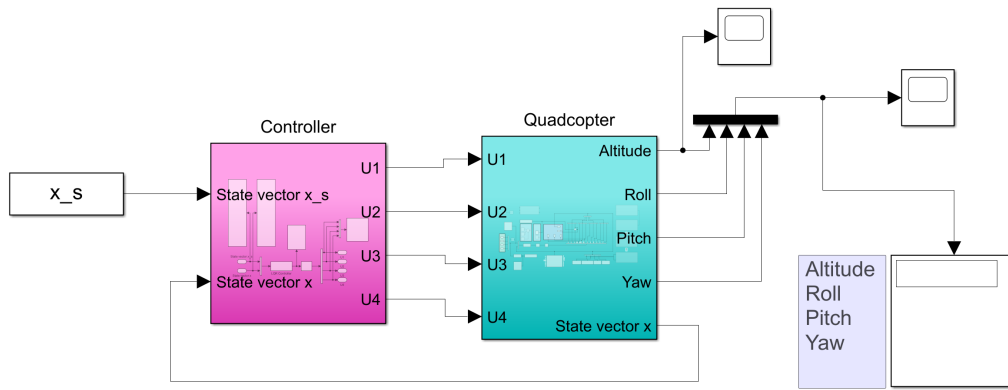 Controller
Quadcopter
x_s
State vector x_s
State vector x
U1
U2
U3
U4
U1
U2
U3
U4
Altitude
Roll
Pitch
Yaw
State vector x
Altitude
Roll
Pitch
Yaw